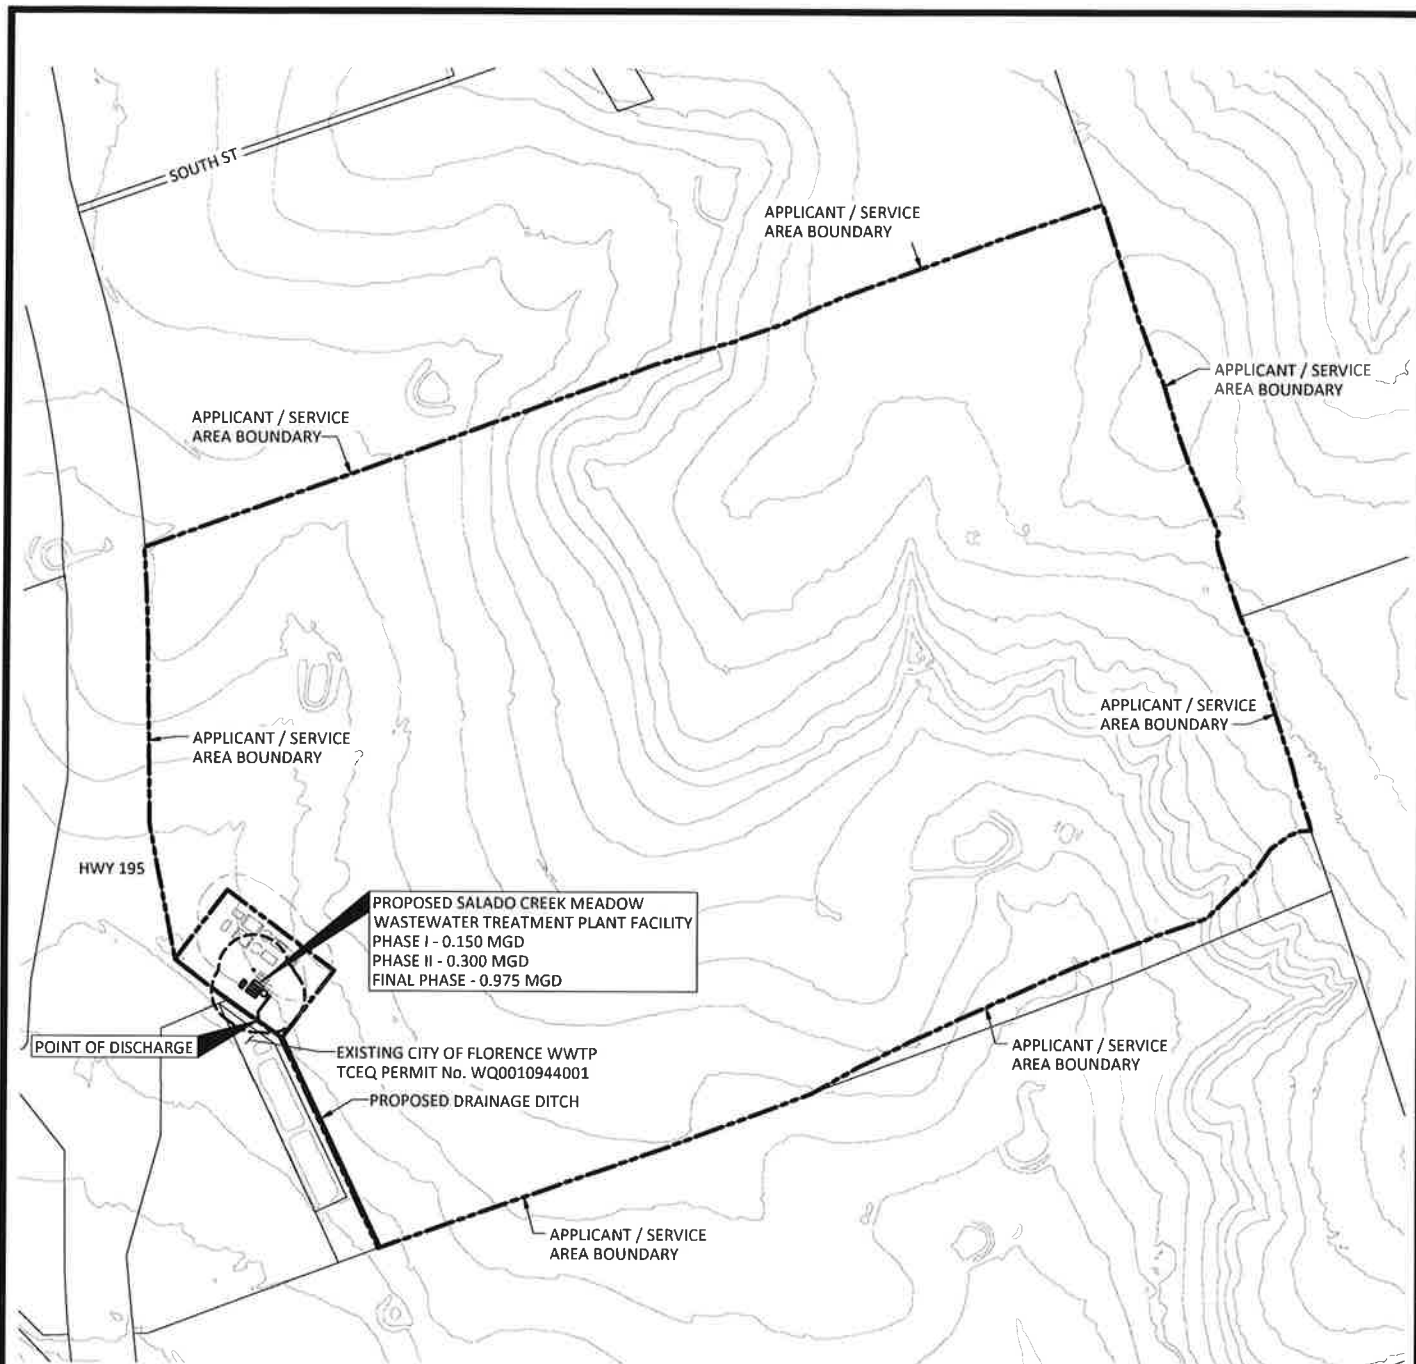 SOUTH ST
APPLICANT / SERVICE
AREA BOUNDARY
APPLICANT / SERVICE
AREA BOUNDARY
APPLICANT / SERVICE
AREA BOUNDARY
APPLICANT / SERVICE
AREA BOUNDARY
APPLICANT / SERVICE
AREA BOUNDARY
HWY 195
PROPOSED SALADO CREEK MEADOW
WASTEWATER TREATMENT PLANT FACILITY
PHASE I - 0.150 MGD
PHASE II - 0.300 MGD
FINAL PHASE - 0.975 MGD
POINT OF DISCHARGE
EXISTING CITY OF FLORENCE WWTP
TCEQ PERMIT No. WQ0010944001
PROPOSED DRAINAGE DITCH
APPLICANT / SERVICE
AREA BOUNDARY
APPLICANT / SERVICE
AREA BOUNDARY